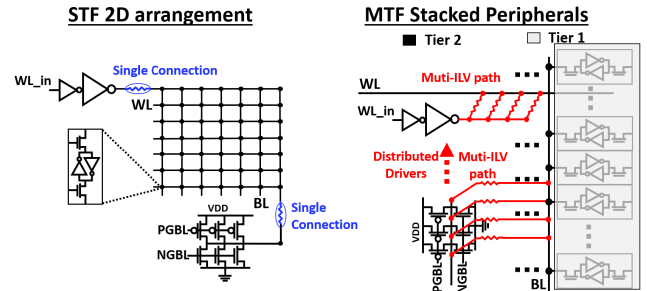 STF 2D arrangement
Single Connection
WL_in
WL
BL
VDD
PGBL
NGBL
Single
Connection
MTF Stacked Peripherals
Tier 2
Tier 1
WL
Muti-ILV path
WL_in
Distributed
Drivers
Muti-ILV
path
VDD
PGBL
NGBL
BL